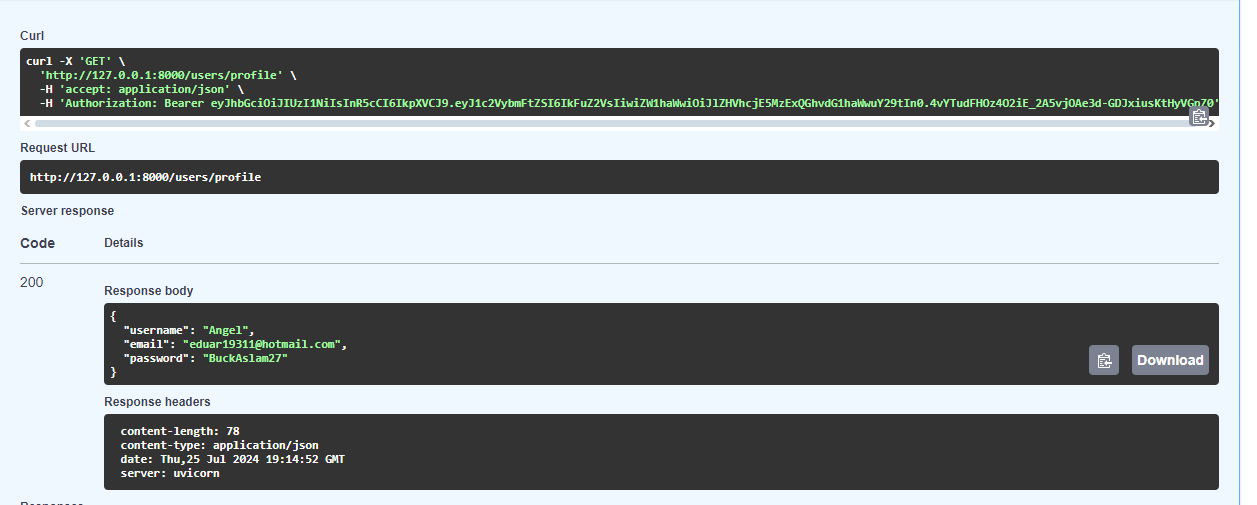 Curl
curl -X 'GET' \
'http://127.0.0.1:8000/users/profile' \
-H 'accept: application/json' \
-H 'Authorization: Bearer eyJhbGciOiJIUzI1NiIsInR5cCI6IkpXVCJ9.eyJ1c2VybmFtZSI6IkFuZ2VsIiwiZW1haWwiOiJlZHVhcjE5MzExQGhvdG1haWwuY29tIn0.4vYTudFHOz4O2iE_2A5vjOAe3d-GDJxiusKtHyVGpZ0'
Request URL
http://127.0.0.1:8000/users/profile
Server response
Code Details
200
Response body
{
"username": "Angel",
"email": "eduar19311@hotmail.com",
"password": "BuckAslam27"
}
Download
Response headers
content-length: 78
content-type: application/json
date: Thu,25 Jul 2024 19:14:52 GMT
server: uvicorn
Responses